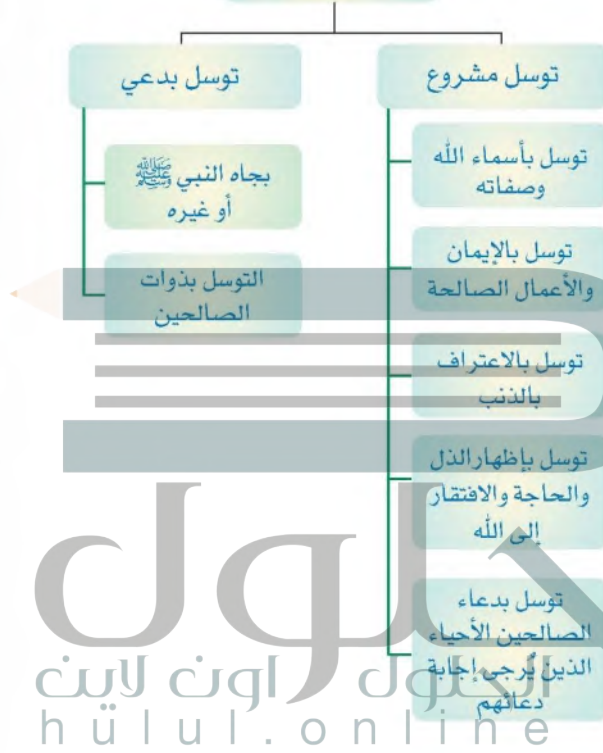 توسل مشروع
توسل بأسماء الله
وصفاته
توسل بالإيمان
والأعمال الصالحة
توسل بالاعتراف
بالذنب
توسل بإظهار الذل
والحاجة والافتقار
إلى الله
توسل بدعاء
الصالحين الأحياء
الذين يُرجى إجابة
دعائهم
توسل بدعي
بجاه النبي ﷺ
أو غيره
التوسل بذوات
الصالحين
حلول
الحلول اون لاين
hulul.online